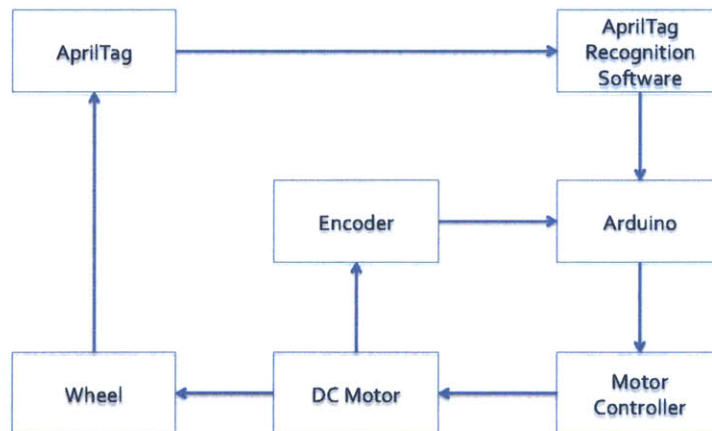 AprilTag
AprilTag
Recognition
Software
Encoder
Arduino
Wheel
DC Motor
Motor
Controller